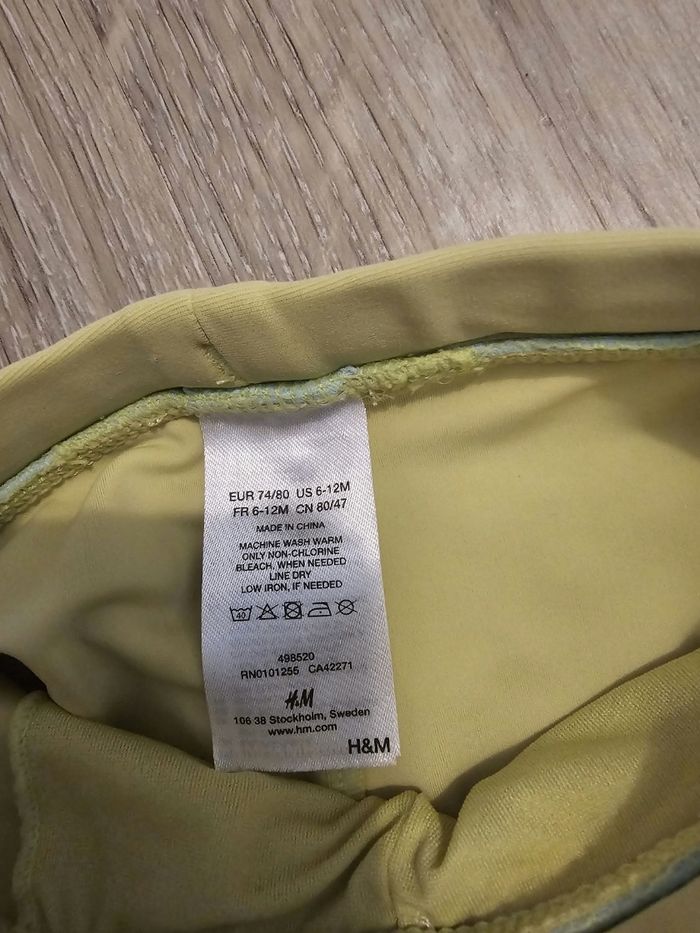 EUR 74/80 US 6-12M
FR 6-12M CN 80/47
MADE IN CHINA
MACHINE WASH WARM
ONLY NON-CHLORINE
BLEACH, WHEN NEEDED
LINE DRY
LOW IRON, IF NEEDED
40
498520
RN0101255 CA42271
H&M
106 38 Stockholm, Sweden
www.hm.com
H&M